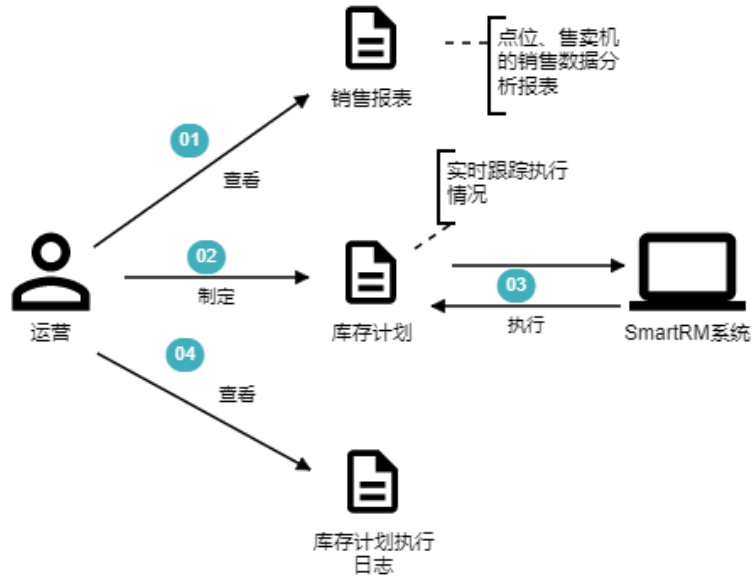 点位、售卖机
的销售数据分
析报表
销售报表
01
查看
实时跟踪执行
情况
02
制定
03
执行
运营
库存计划
SmartRM系统
04
查看
库存计划执行
日志